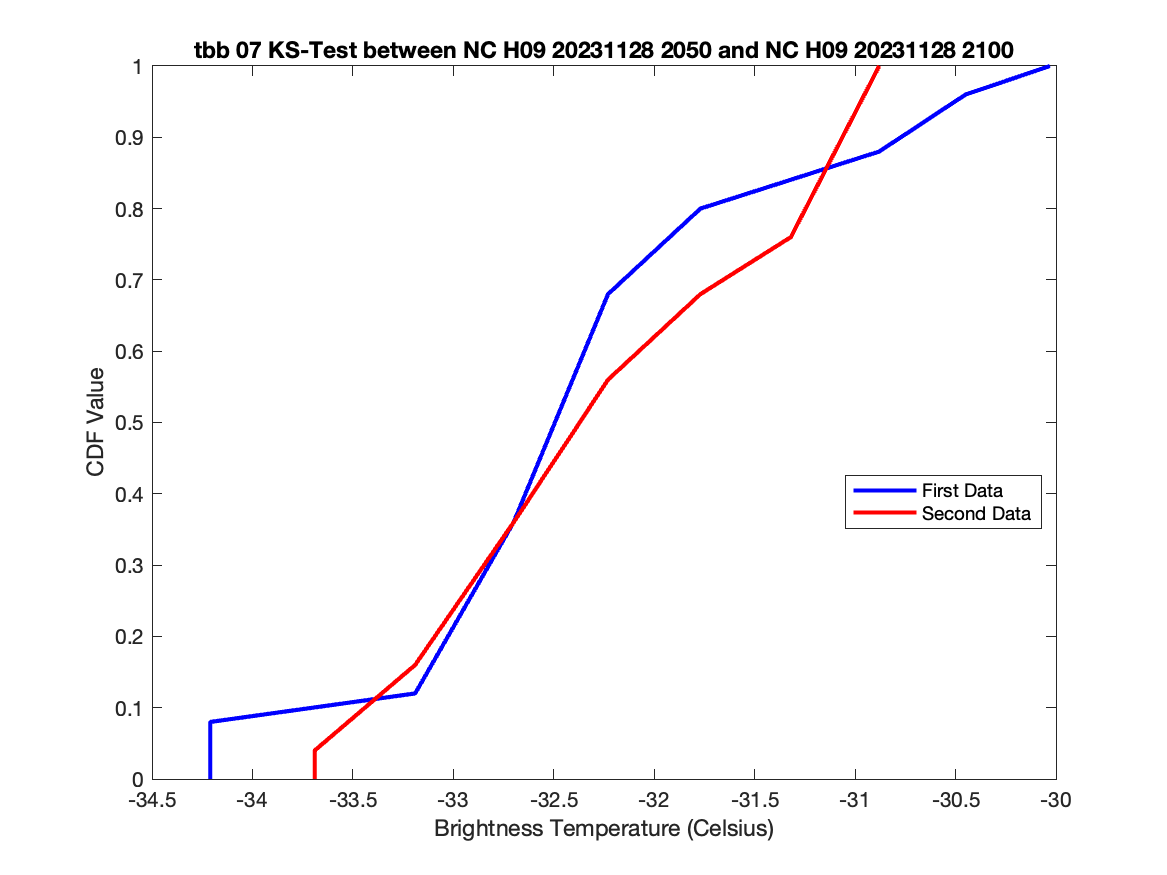 tbb 07 KS-Test between NC H09 20231128 2050 and NC H09 20231128 2100
1
0.9
0.8
0.7
0.6
0.5
0.4
0.3
0.2
0.1
0
CDF Value
First Data
Second Data
-34.5 -34 -33.5 -33 -32.5 -32 -31.5 -31 -30.5 -30
Brightness Temperature (Celsius)